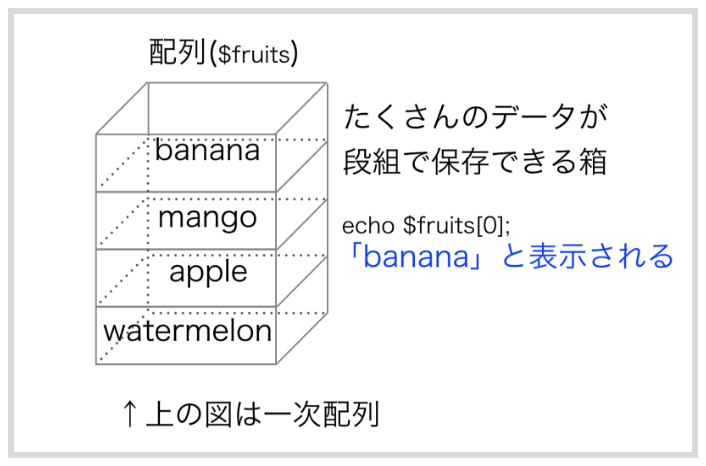 配列($fruits)
banana
mango
apple
watermelon
たくさんのデータが
段組で保存できる箱
echo $fruits[0];
「banana」と表示される
↑上の図は一次配列